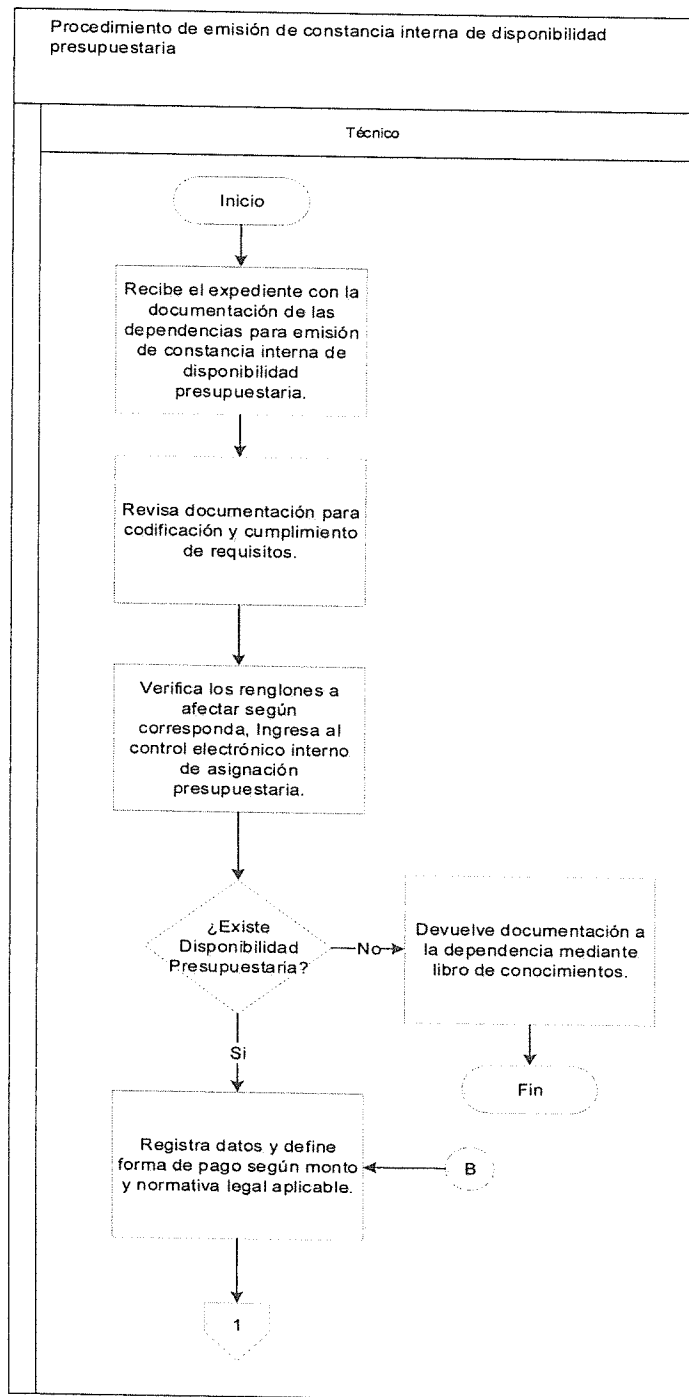 Procedimiento de emisión de constancia interna de disponibilidad
presupuestaria
Técnico
Inicio
Recibe el expediente con la
documentación de las
dependencias para emisión
de constancia interna de
disponibilidad
presupuestaria.
Revisa documentación para
codificación y cumplimiento
de requisitos.
Verifica los renglones a
afectar según
corresponda, Ingresa al
control electrónico interno
de asignación
presupuestaria.
¿Existe
Disponibilidad
Presupuestaria?
No
Devuelve documentación a
la dependencia mediante
libro de conocimientos.
Si
Fin
Registra datos y define
forma de pago según monto
y normativa legal aplicable.
B
1